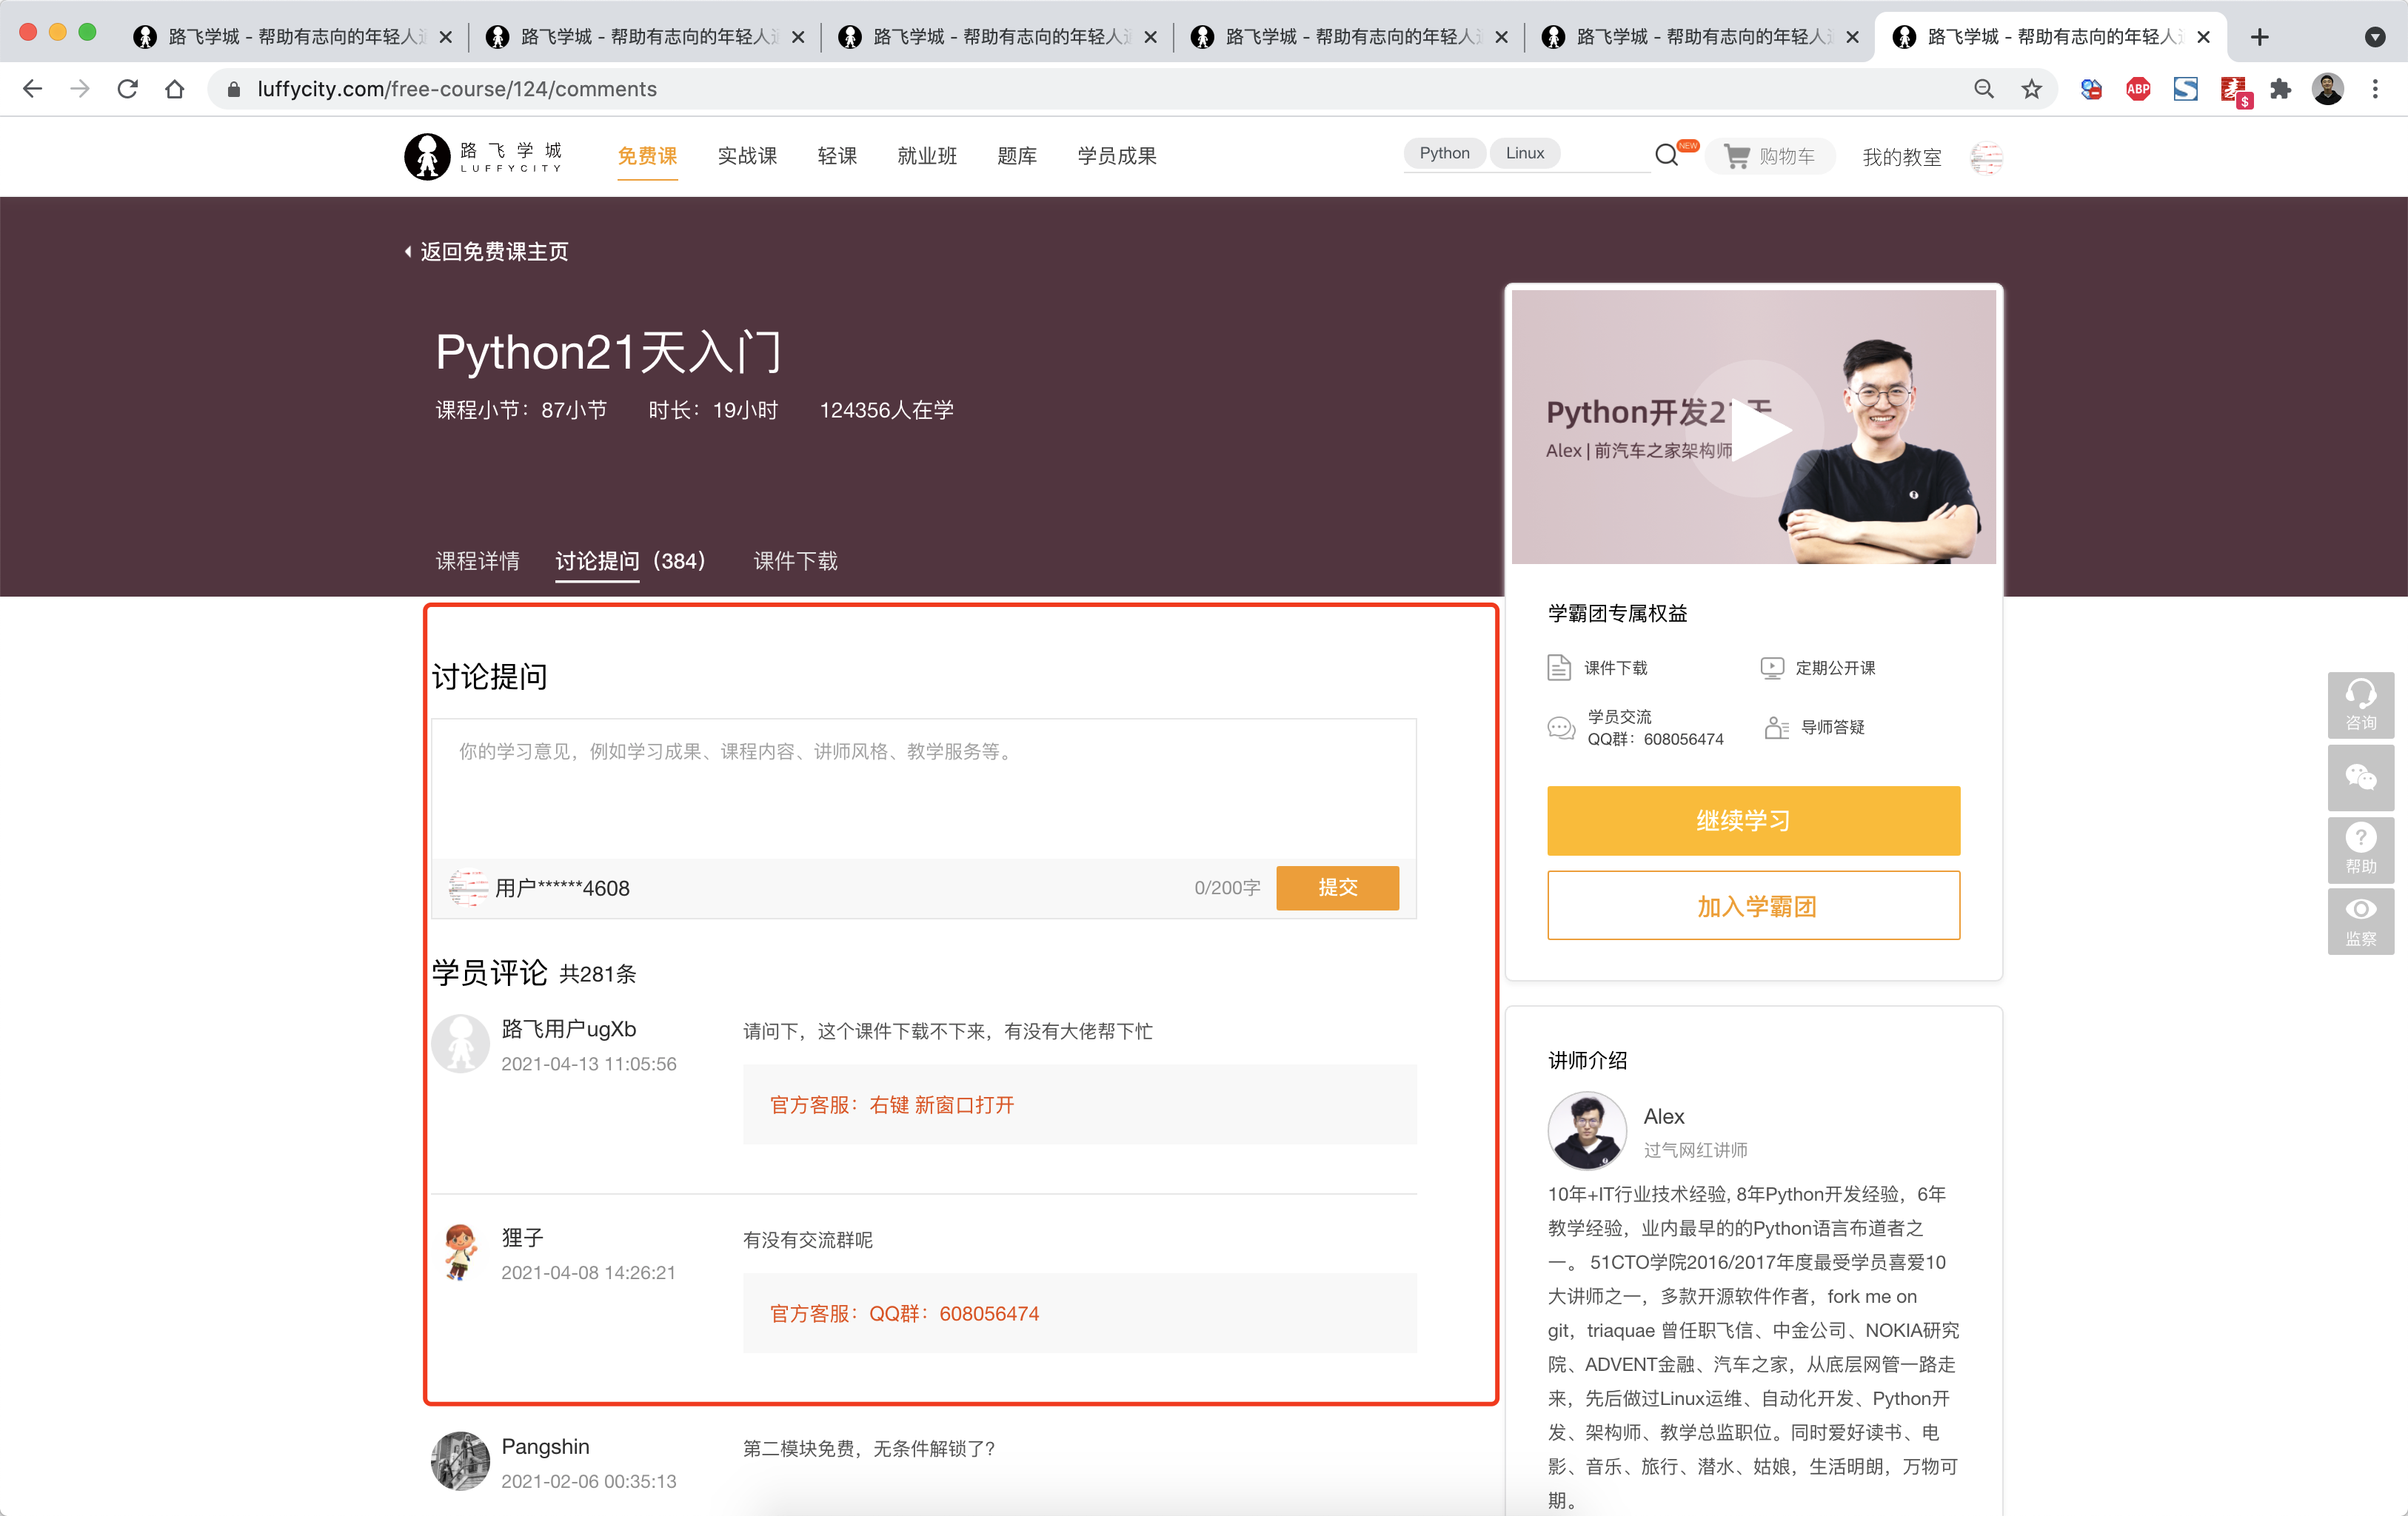 路飞学城 - 帮助有志向的年轻人
路飞学城 - 帮助有志向的年轻人
路飞学城 - 帮助有志向的年轻人
路飞学城 - 帮助有志向的年轻人
路飞学城 - 帮助有志向的年轻人
路飞学城 - 帮助有志向的年轻人
luffycity.com/free-course/124/comments
ABP
$
路飞学城
LUFFYCITY
免费课
实战课
轻课
就业班
题库
学员成果
Python
Linux
NEW
购物车
我的教室
返回免费课主页
Python21天入门
课程小节：87小节
时长：19小时
124356人在学
课程详情
讨论提问（384）
课件下载
Python开发21天
Alex | 前汽车之家架构师
讨论提问
你的学习意见，例如学习成果、课程内容、讲师风格、教学服务等。
用户******4608
0/200字
提交
学员评论 共281条
路飞用户ugXb
2021-04-13 11:05:56
请问下，这个课件下载不下来，有没有大佬帮下忙
官方客服：右键 新窗口打开
狸子
2021-04-08 14:26:21
有没有交流群呢
官方客服：QQ群：608056474
Pangshin
2021-02-06 00:35:13
第二模块免费，无条件解锁了？
学霸团专属权益
课件下载
定期公开课
学员交流
QQ群：608056474
导师答疑
继续学习
加入学霸团
讲师介绍
Alex
过气网红讲师
10年+IT行业技术经验, 8年Python开发经验，6年
教学经验，业内最早的的Python语言布道者之
一。 51CTO学院2016/2017年度最受学员喜爱10
大讲师之一，多款开源软件作者，fork me on
git，triaquae 曾任职飞信、中金公司、NOKIA研究
院、ADVENT金融、汽车之家，从底层网管一路走
来，先后做过Linux运维、自动化开发、Python开
发、架构师、教学总监职位。同时爱好读书、电
影、音乐、旅行、潜水、姑娘，生活明朗，万物可
期。
咨询
帮助
监察